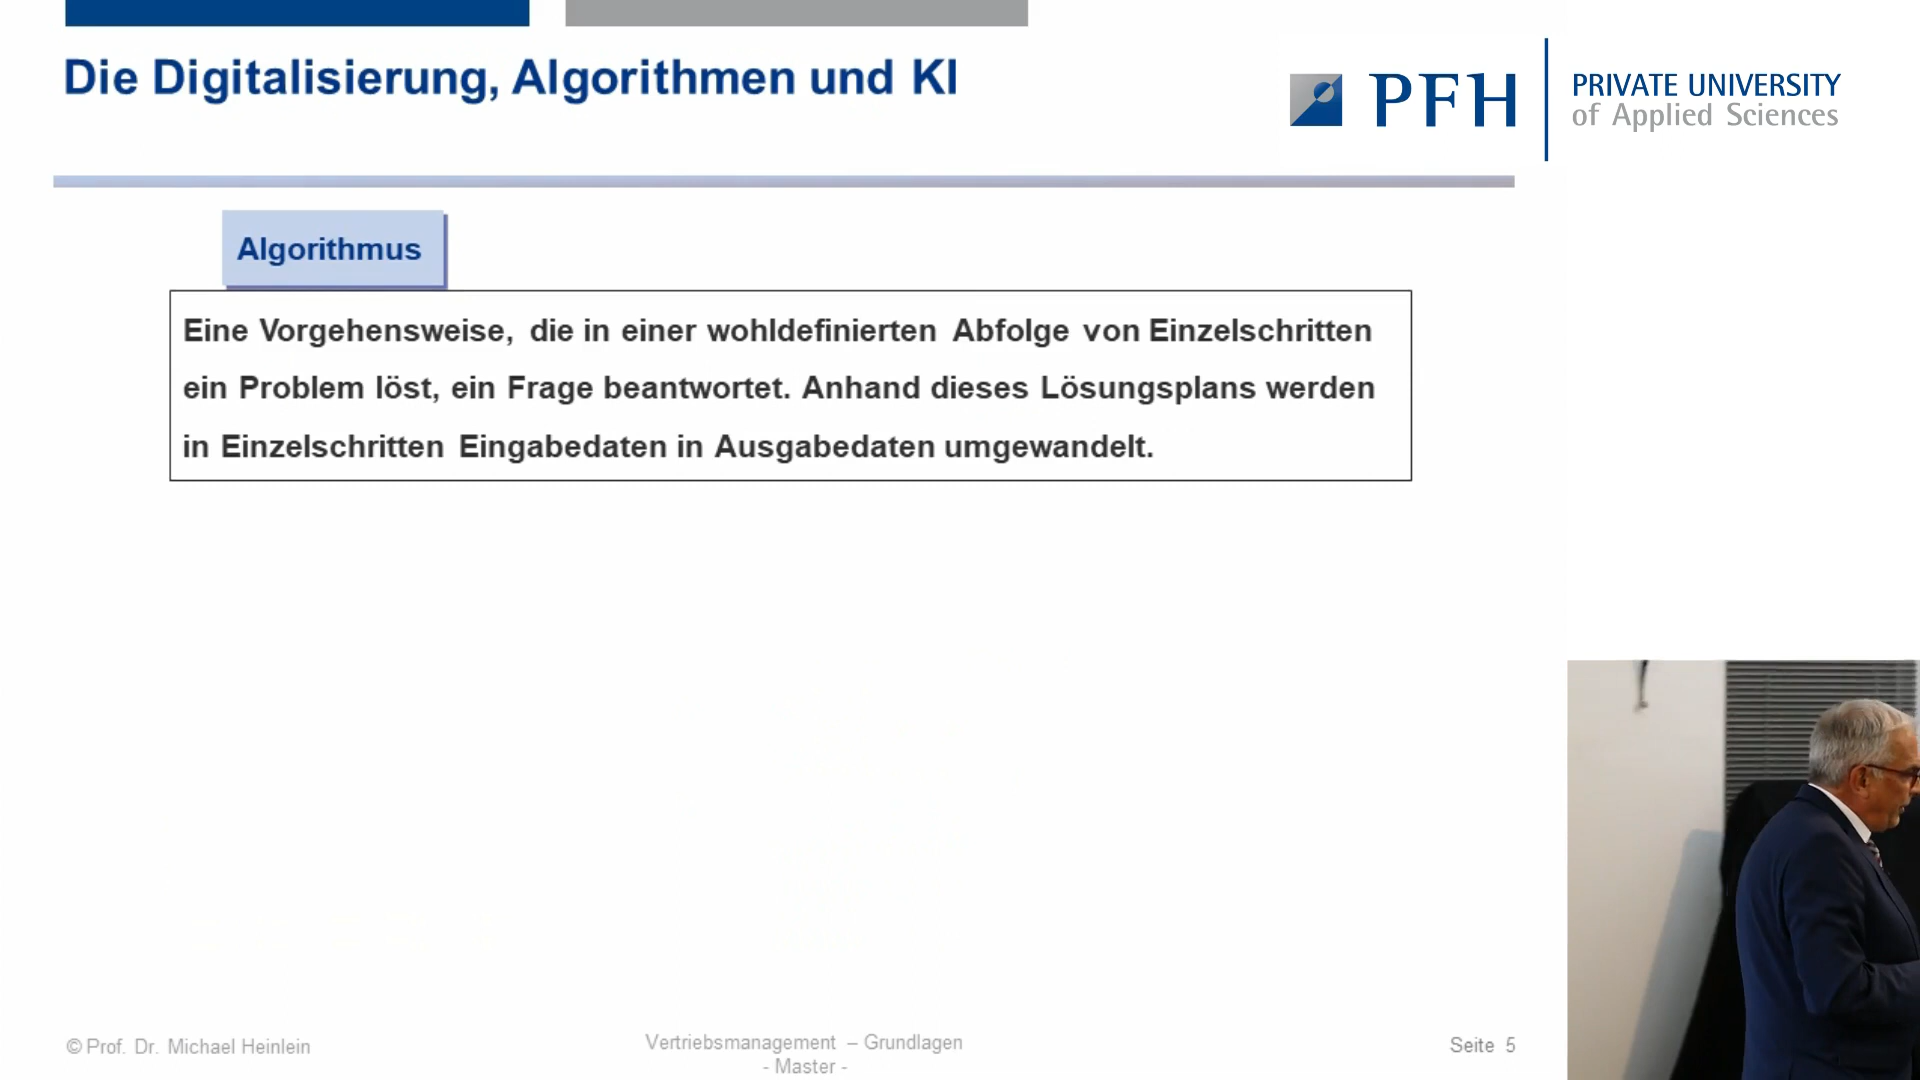 Die Digitalisierung, Algorithmen und KI
PFH
PRIVATE UNIVERSITY
of Applied Sciences
Algorithmus
Eine Vorgehensweise, die in einer wohldefinierten Abfolge von Einzelschritten
ein Problem löst, ein Frage beantwortet. Anhand dieses Lösungsplans werden
in Einzelschritten Eingabedaten in Ausgabedaten umgewandelt.
© Prof. Dr. Michael Heinlein
Vertriebsmanagement – Grundlagen
- Master -
Seite 5